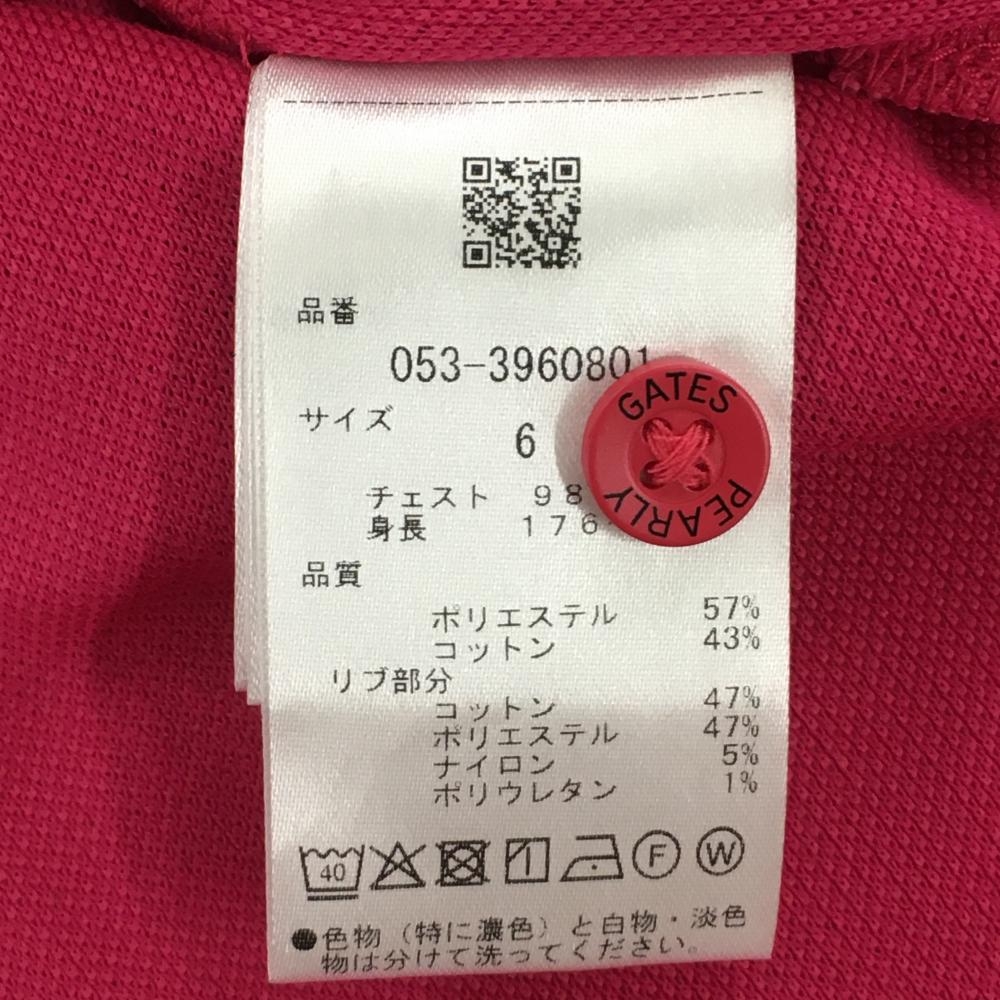 品番
053-3960801
サイズ
6
チェスト 98
身長 176
品質
ポリエステル 57%
コットン 43%
リブ部分
コットン 47%
ポリエステル 47%
ナイロン 5%
ポリウレタン 1%
40
F
W
●色物（特に濃色）と白物・淡色
物は分けて洗ってください。
GATES
PEARLY